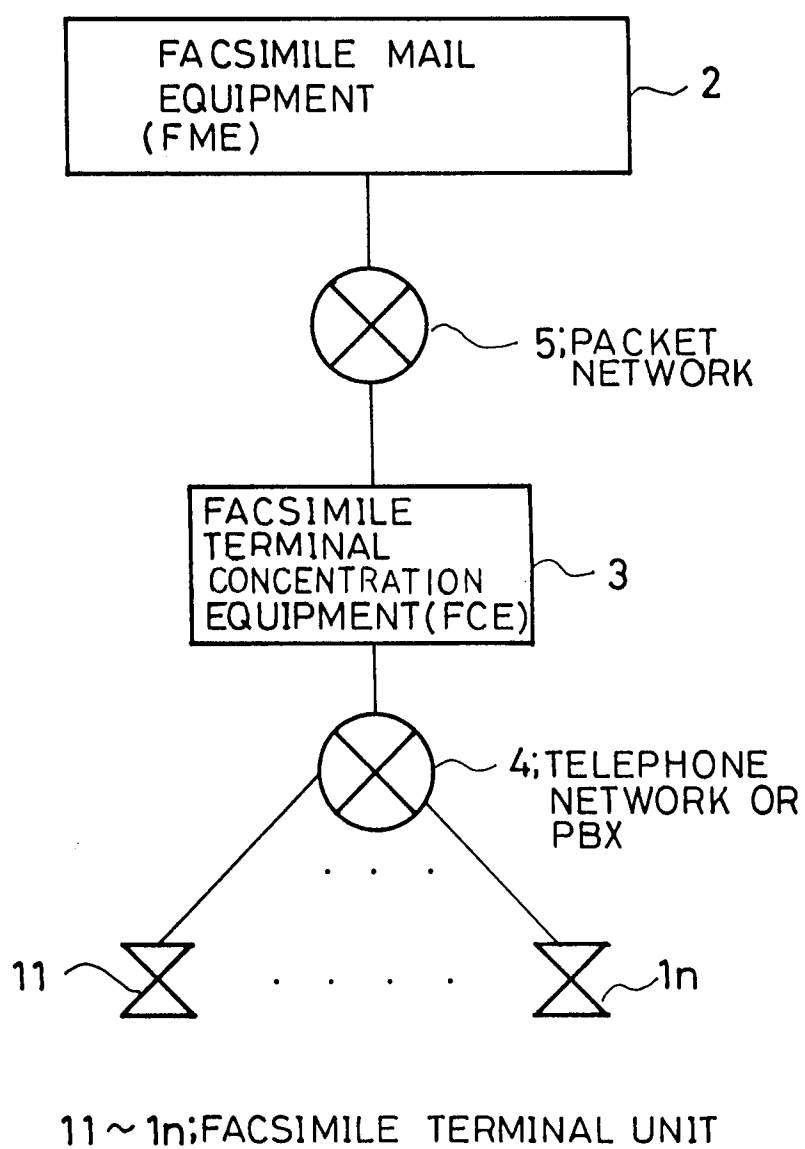 FACSIMILE MAIL
EQUIPMENT
(FME)
2
5;PACKET
NETWORK
FACSIMILE
TERMINAL
CONCENTRATION
EQUIPMENT(FCE)
3
4;TELEPHONE
NETWORK OR
PBX
11
1n
11~1n;FACSIMILE TERMINAL UNIT